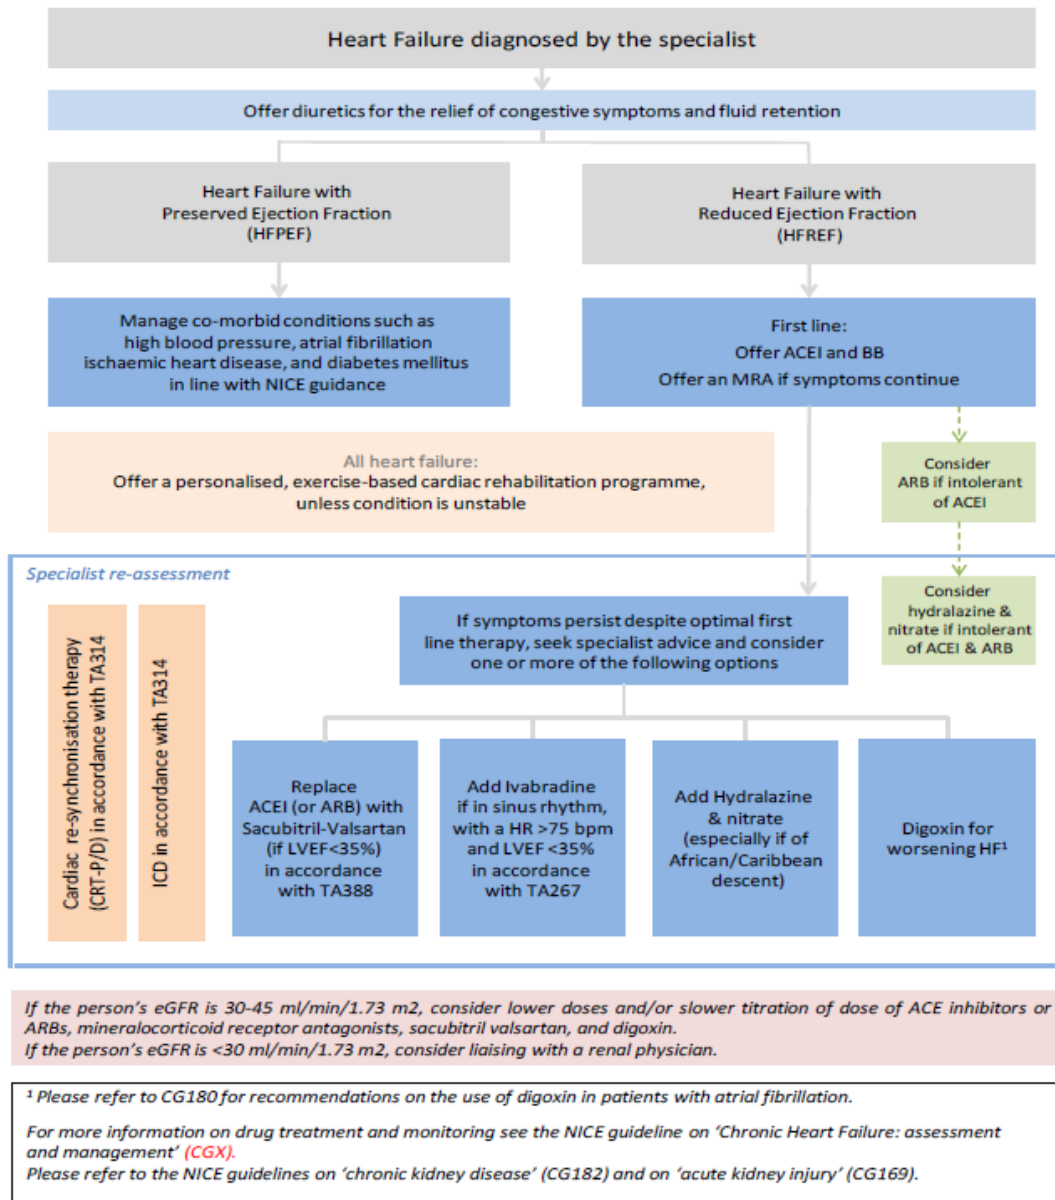 Heart Failure diagnosed by the specialist
Offer diuretics for the relief of congestive symptoms and fluid retention
Heart Failure with
Preserved Ejection Fraction
(HFPEF)
Heart Failure with
Reduced Ejection Fraction
(HFREF)
Manage co-morbid conditions such as
high blood pressure, atrial fibrillation
ischaemic heart disease, and diabetes mellitus
in line with NICE guidance
First line:
Offer ACEI and BB
Offer an MRA if symptoms continue
All heart failure:
Offer a personalised, exercise-based cardiac rehabilitation programme,
unless condition is unstable
Consider
ARB if intolerant
of ACEI
Specialist re-assessment
Consider
hydralazine &
nitrate if intolerant
of ACEI & ARB
If symptoms persist despite optimal first
line therapy, seek specialist advice and consider
one or more of the following options
Cardiac re-synchronisation therapy
(CRT-P/D) in accordance with TA314
ICD in accordance with TA314
Replace
ACEI (or ARB) with
Sacubitril-Valsartan
(if LVEF<35%)
in accordance
with TA388
Add Ivabradine
if in sinus rhythm,
with a HR >75 bpm
and LVEF <35%
in accordance
with TA267
Add Hydralazine
& nitrate
(especially if of
African/Caribbean
descent)
Digoxin for
worsening HF¹
If the person's eGFR is 30-45 ml/min/1.73 m2, consider lower doses and/or slower titration of dose of ACE inhibitors or
ARBs, mineralocorticoid receptor antagonists, sacubitril valsartan, and digoxin.
If the person's eGFR is <30 ml/min/1.73 m2, consider liaising with a renal physician.
¹ Please refer to CG180 for recommendations on the use of digoxin in patients with atrial fibrillation.
For more information on drug treatment and monitoring see the NICE guideline on 'Chronic Heart Failure: assessment
and management' (CGX).
Please refer to the NICE guidelines on 'chronic kidney disease' (CG182) and on 'acute kidney injury' (CG169).